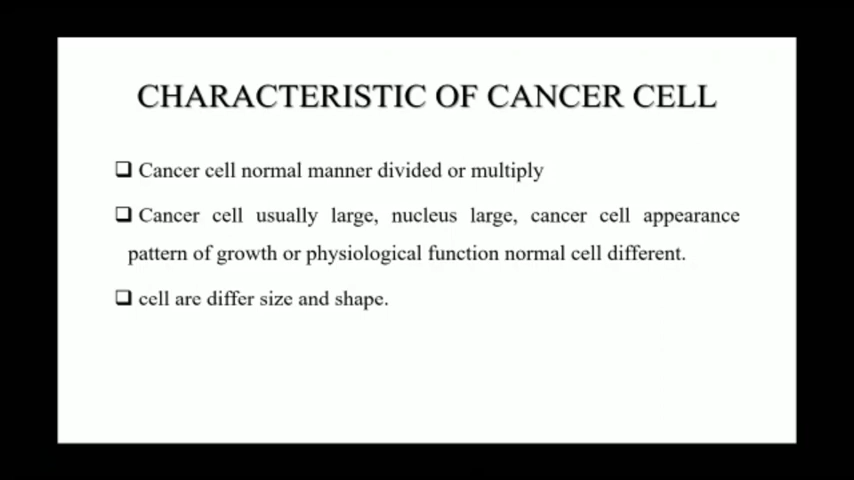 CHARACTERISTIC OF CANCER CELL
Cancer cell normal manner divided or multiply
Cancer cell usually large, nucleus large, cancer cell appearance
pattern of growth or physiological function normal cell different.
cell are differ size and shape.